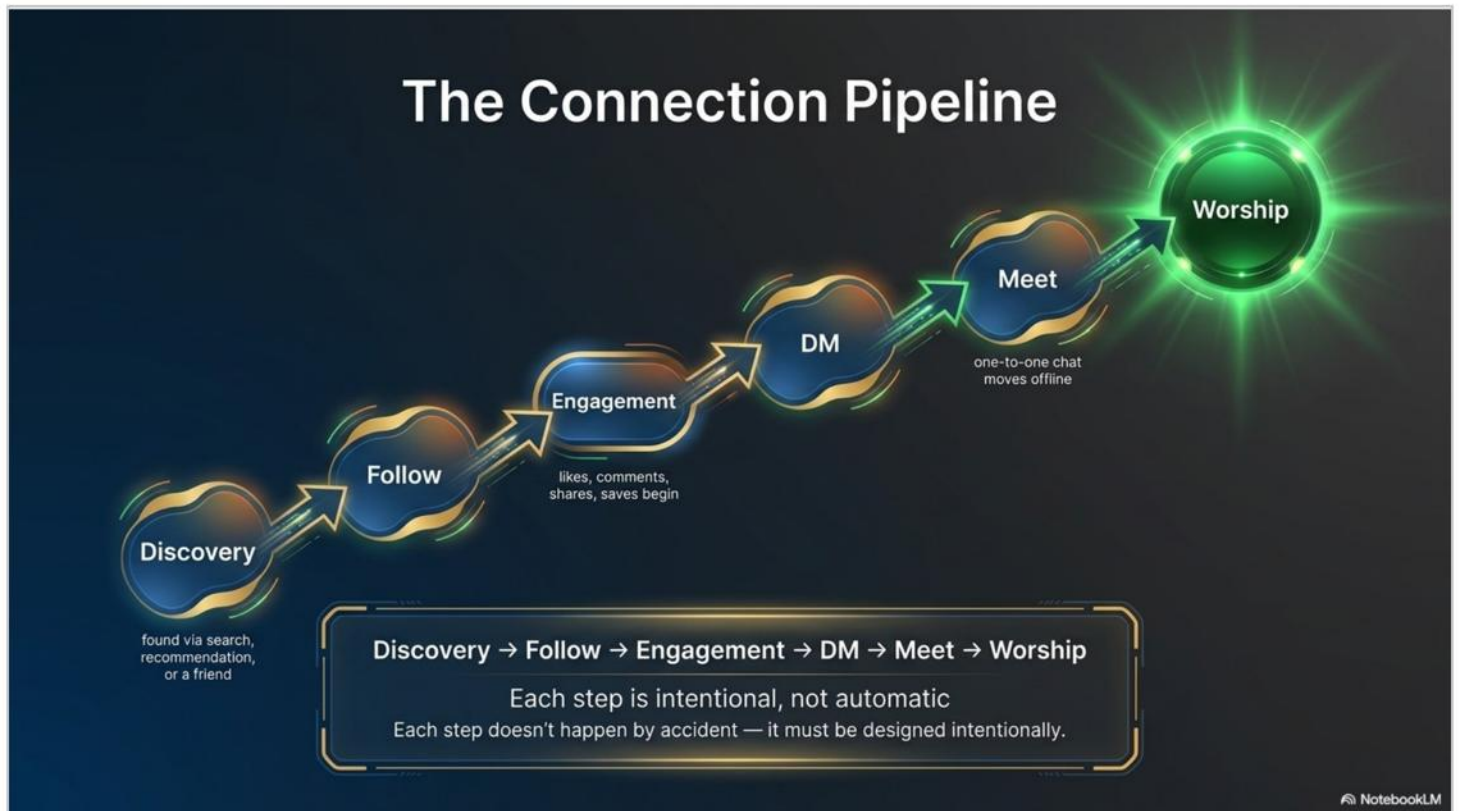 The Connection Pipeline
Worship
Meet
one-to-one chat
moves offline
DM
Engagement
likes, comments,
shares, saves begin
Follow
Discovery
found via search,
recommendation,
or a friend
Discovery → Follow → Engagement → DM → Meet → Worship
Each step is intentional, not automatic
Each step doesn't happen by accident — it must be designed intentionally.
NotebookLM